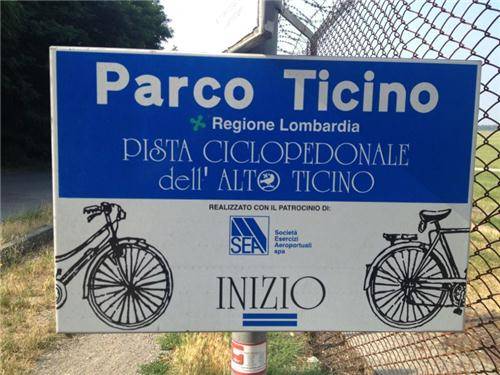 Parco Ticino
Regione Lombardia
PISTA CICLOPEDONALE
dell' ALTO TICINO
REALIZZATO CON IL PATROCINIO DI:
SEA
Società
Esercizi
Aeroportuali
spa
INIZIO